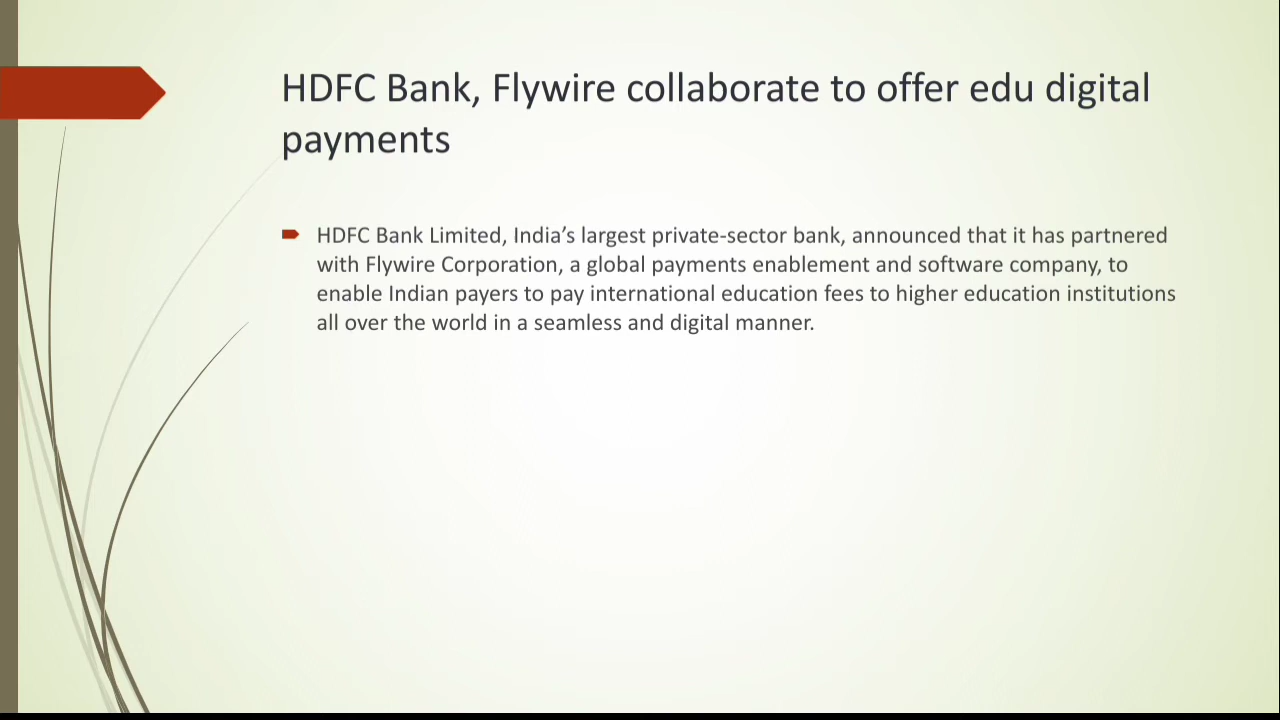 HDFC Bank, Flywire collaborate to offer edu digital
payments
HDFC Bank Limited, India’s largest private-sector bank, announced that it has partnered
with Flywire Corporation, a global payments enablement and software company, to
enable Indian payers to pay international education fees to higher education institutions
all over the world in a seamless and digital manner.